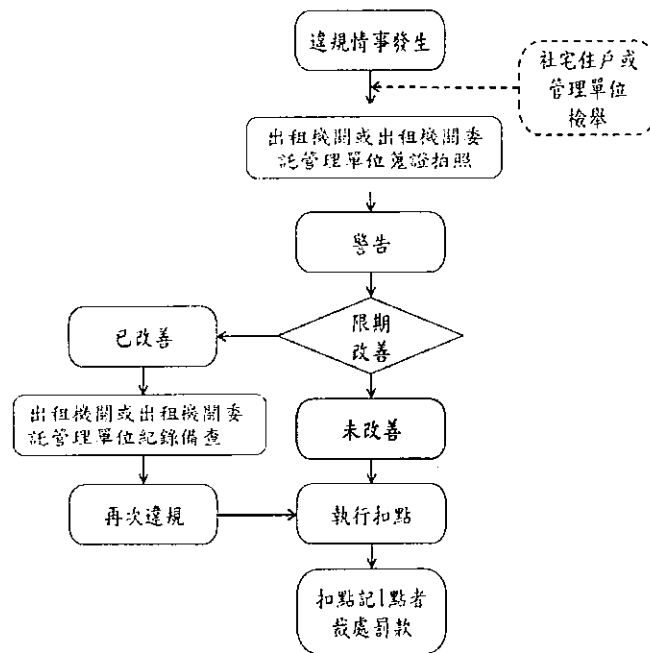 違規情事發生
社宅住戶或
管理單位
檢舉
出租機關或出租機關委
託管理單位蒐證拍照
警告
限期
改善
已改善
出租機關或出租機關委
託管理單位紀錄備查
未改善
再次違規
執行扣點
扣點記1點者
裁處罰款